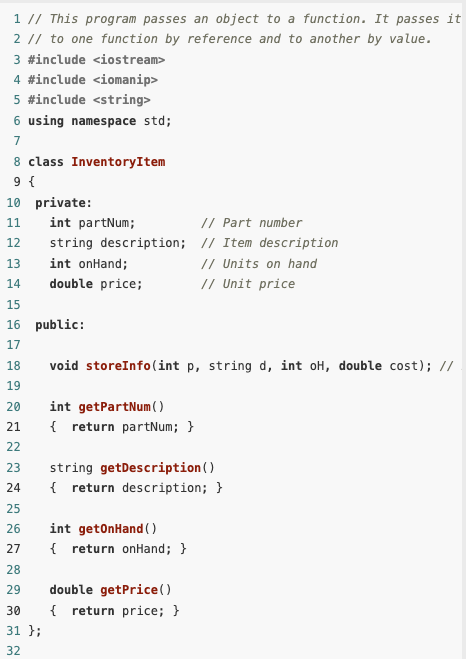 1 // This program passes an object to a function. It passes it
2 // to one function by reference and to another by value.
3 #include <iostream>
4 #include <iomanip>
5 #include <string>
6 using namespace std;
7
8 class InventoryItem
9 {
10 private:
11 int partNum; // Part number
12 string description; // Item description
13 int onHand; // Units on hand
14 double price; // Unit price
15
16 public:
17
18 void storeInfo(int p, string d, int oH, double cost); //
19
20 int getPartNum()
21 { return partNum; }
22
23 string getDescription()
24 { return description; }
25
26 int getOnHand()
27 { return onHand; }
28
29 double getPrice()
30 { return price; }
31 };
32